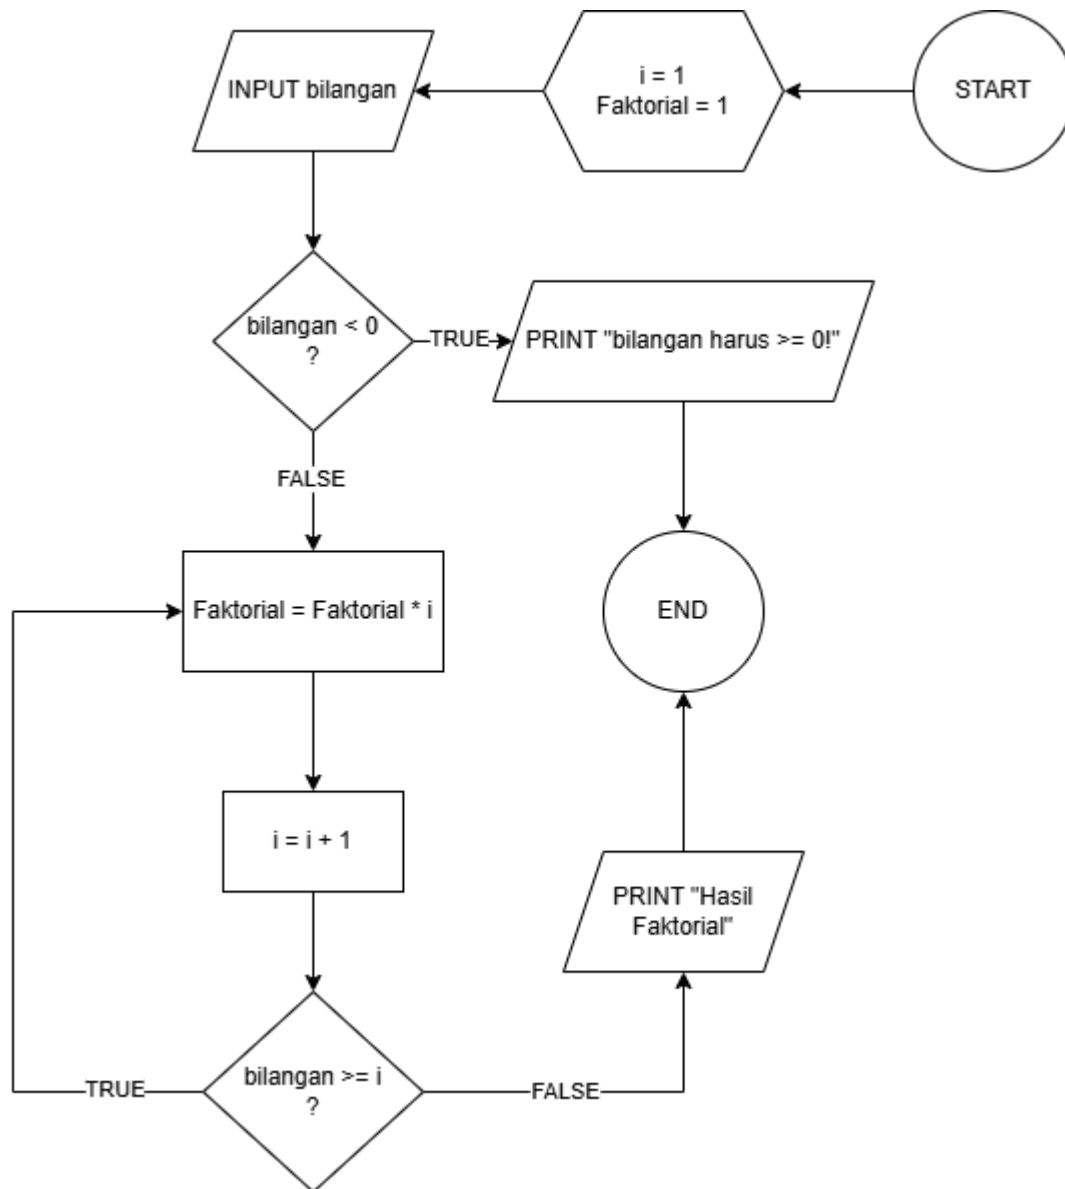 START
i = 1
Faktorial = 1
INPUT bilangan
bilangan < 0
?
TRUE
PRINT "bilangan harus >= 0!"
FALSE
Faktorial = Faktorial * i
END
i = i + 1
PRINT "Hasil
Faktorial"
bilangan >= i
?
TRUE
FALSE